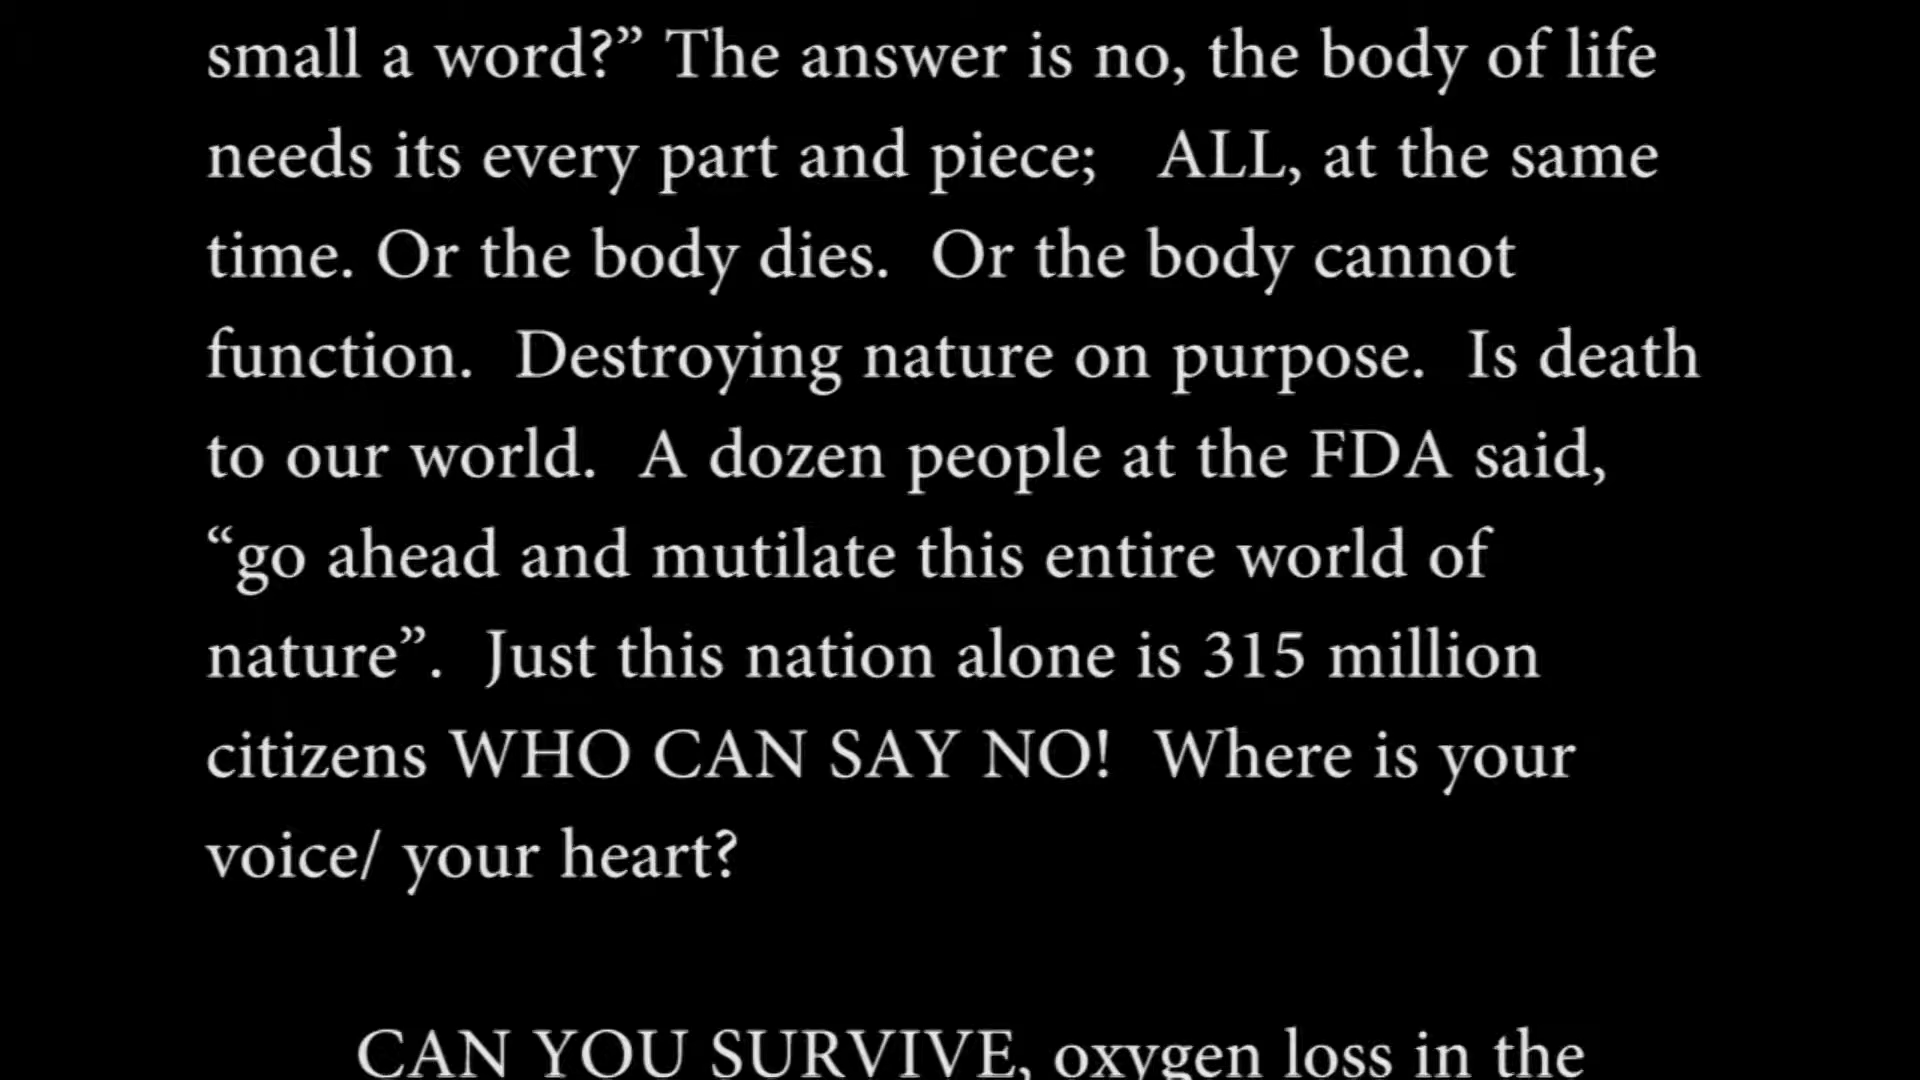 small a word?” The answer is no, the body of life
needs its every part and piece;   ALL, at the same
time. Or the body dies.  Or the body cannot
function.  Destroying nature on purpose.  Is death
to our world.  A dozen people at the FDA said,
“go ahead and mutilate this entire world of
nature”.  Just this nation alone is 315 million
citizens WHO CAN SAY NO!  Where is your
voice/ your heart?
CAN YOU SURVIVE, oxygen loss in the